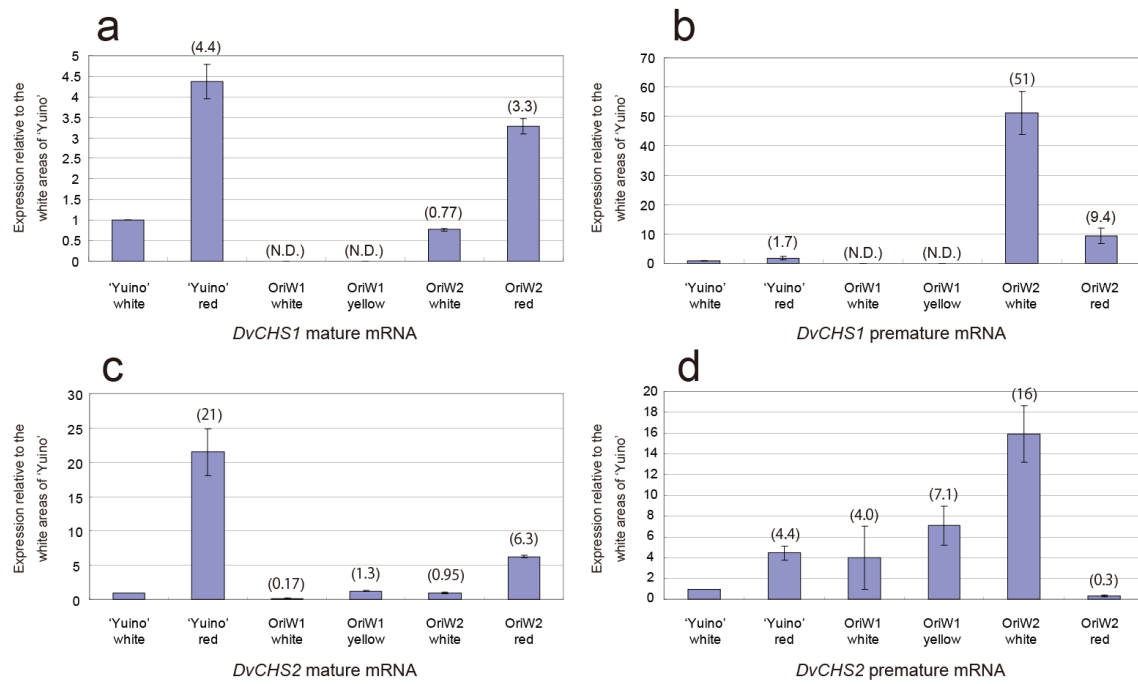 a
Expression relative to the
white areas of ‘Yuino’
5
4.5
4
3.5
3
2.5
2
1.5
1
0.5
0
(4.4)
(N.D.)
(N.D.)
(0.77)
(3.3)
‘Yuino’
white
‘Yuino’
red
OriW1
white
OriW1
yellow
OriW2
white
OriW2
red
DvCHS1 mature mRNA
b
Expression relative to the
white areas of ‘Yuino’
70
60
50
40
30
20
10
0
(1.7)
(N.D.)
(N.D.)
(51)
(9.4)
‘Yuino’
white
‘Yuino’
red
OriW1
white
OriW1
yellow
OriW2
white
OriW2
red
DvCHS1 premature mRNA
c
Expression relative to the
white areas of ‘Yuino’
30
25
20
15
10
5
0
(21)
(0.17)
(1.3)
(0.95)
(6.3)
‘Yuino’
white
‘Yuino’
red
OriW1
white
OriW1
yellow
OriW2
white
OriW2
red
DvCHS2 mature mRNA
d
Expression relative to the
white areas of ‘Yuino’
20
18
16
14
12
10
8
6
4
2
0
(4.4)
(4.0)
(7.1)
(16)
(0.3)
‘Yuino’
white
‘Yuino’
red
OriW1
white
OriW1
yellow
OriW2
white
OriW2
red
DvCHS2 premature mRNA